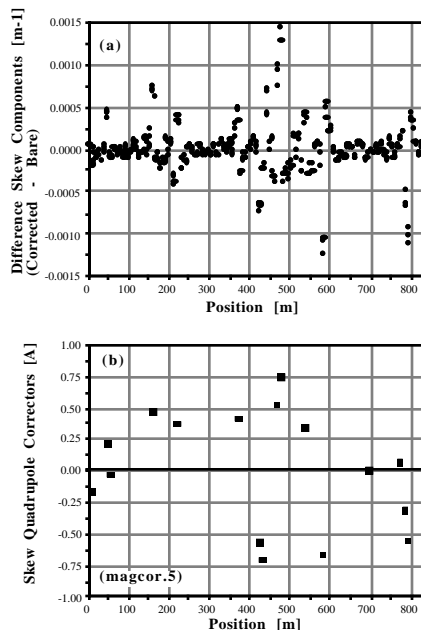 0.0015
(a)
0.0010
0.0005
0.0000
-0.0005
-0.0010
-0.0015
Difference Skew Components [m-1]
(Corrected - Bare)
0 100 200 300 400 500 600 700 800
Position [m]
1.00
(b)
0.75
0.50
0.25
0.00
-0.25
-0.50
-0.75
-1.00
Skew Quadrupole Correctors [A]
(magcor.5)
0 100 200 300 400 500 600 700 800
Position [m]